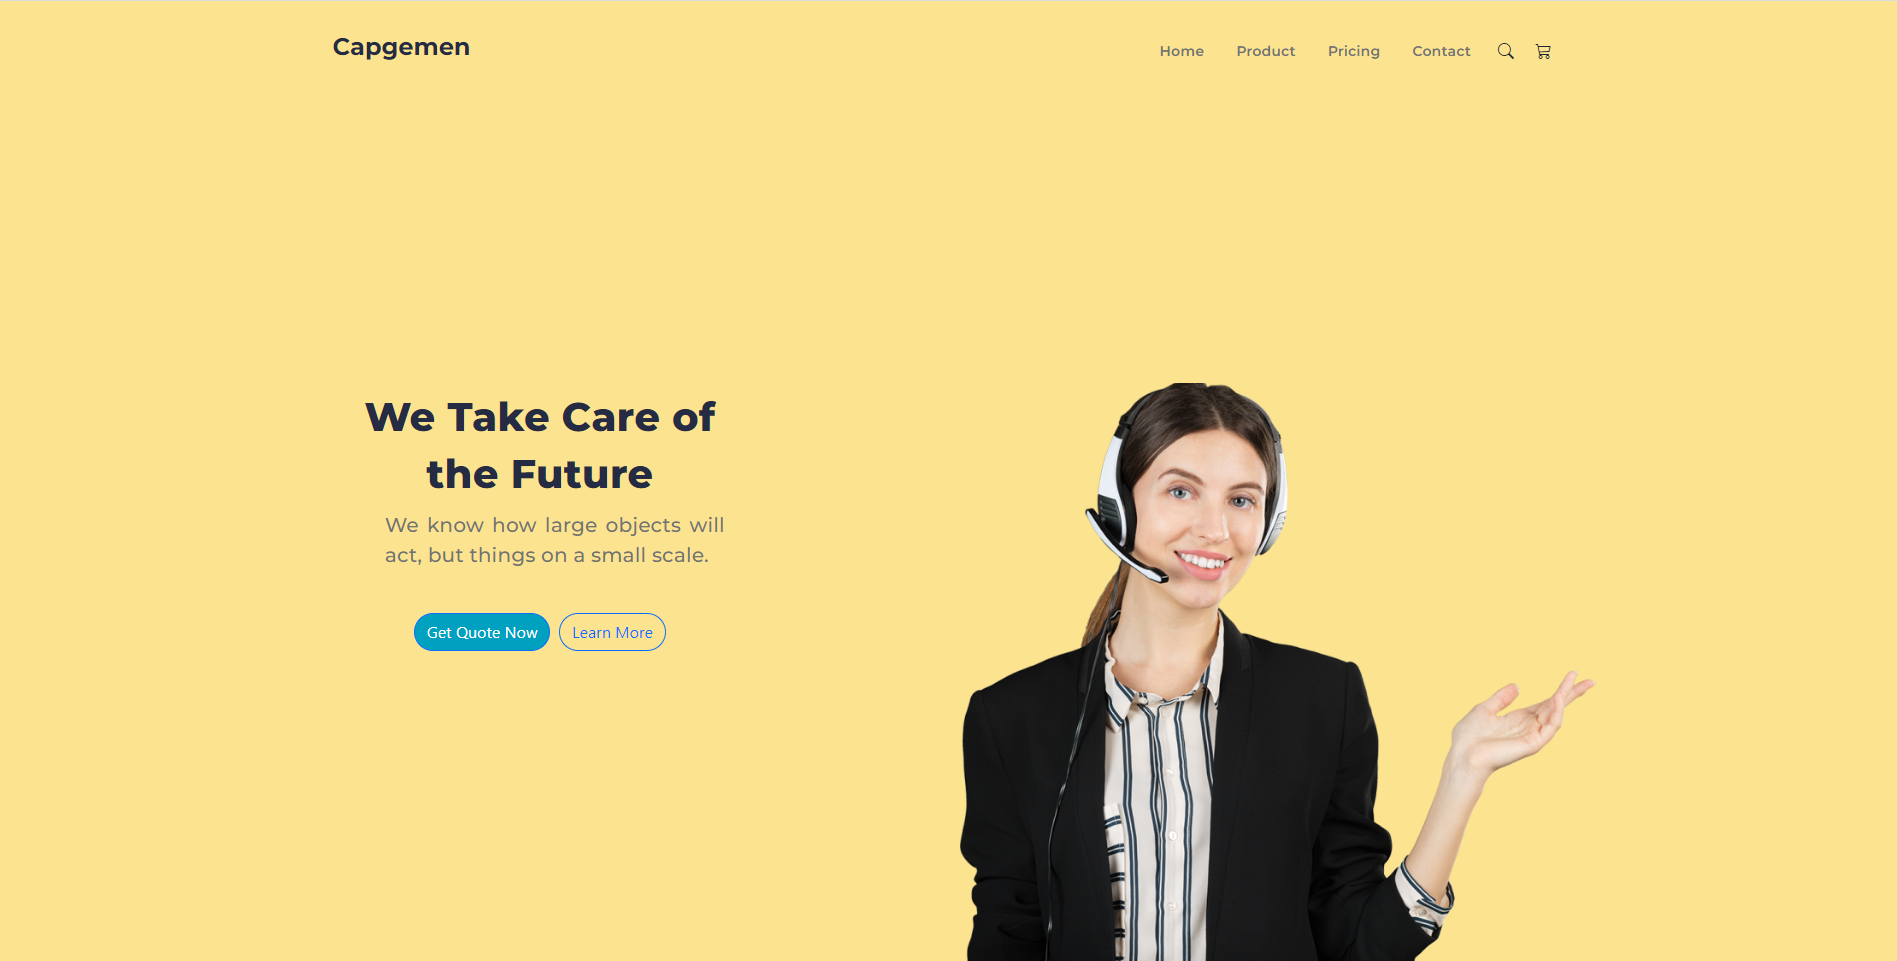 Capgemen
Home Product Pricing Contact
We Take Care of
the Future
We know how large objects will
act, but things on a small scale.
Get Quote Now Learn More